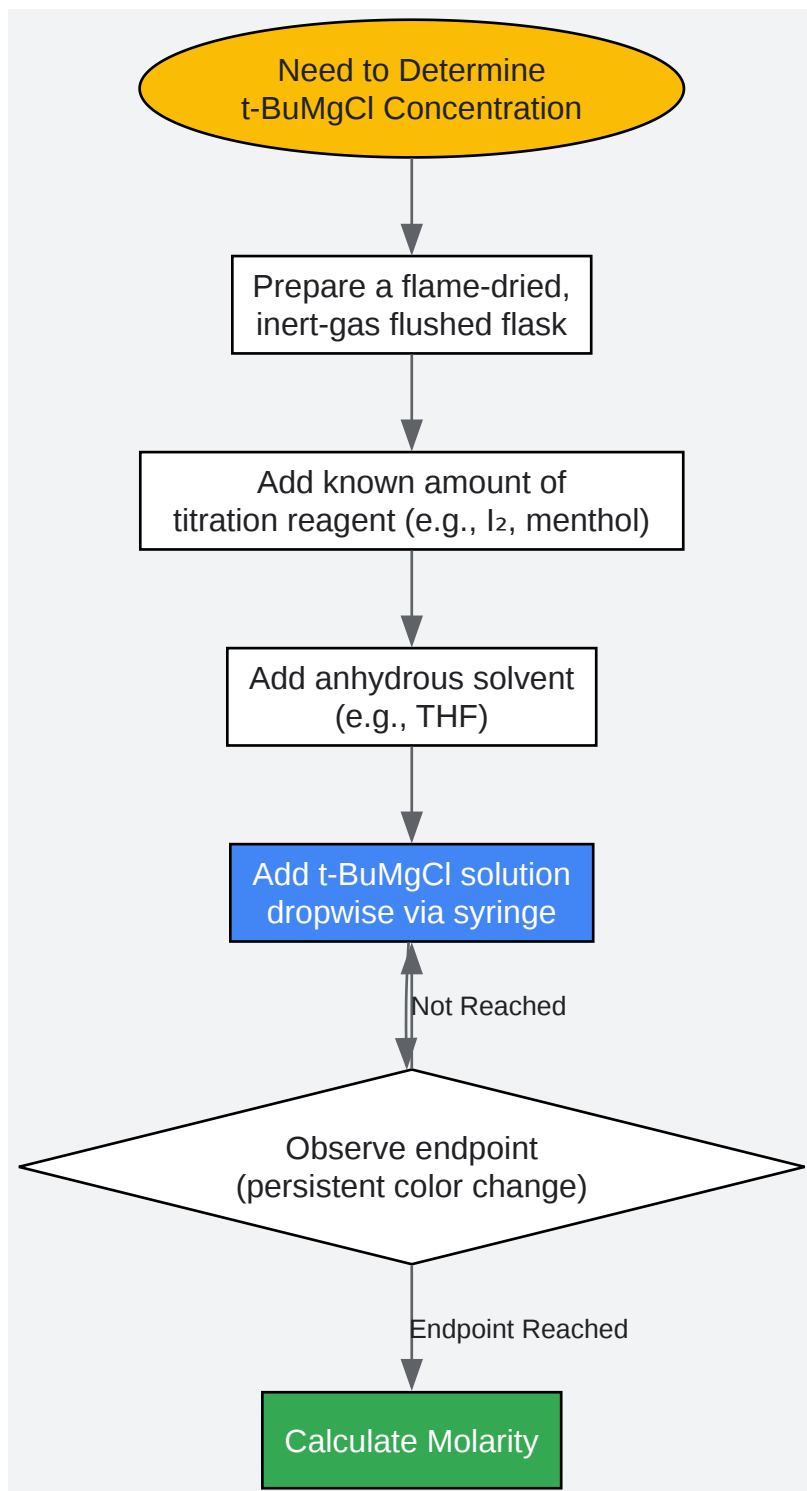 Need to Determine
t-BuMgCl Concentration
Prepare a flame-dried,
inert-gas flushed flask
Add known amount of
titration reagent (e.g., I₂, menthol)
Add anhydrous solvent
(e.g., THF)
Add t-BuMgCl solution
dropwise via syringe
Not Reached
Observe endpoint
(persistent color change)
Endpoint Reached
Calculate Molarity